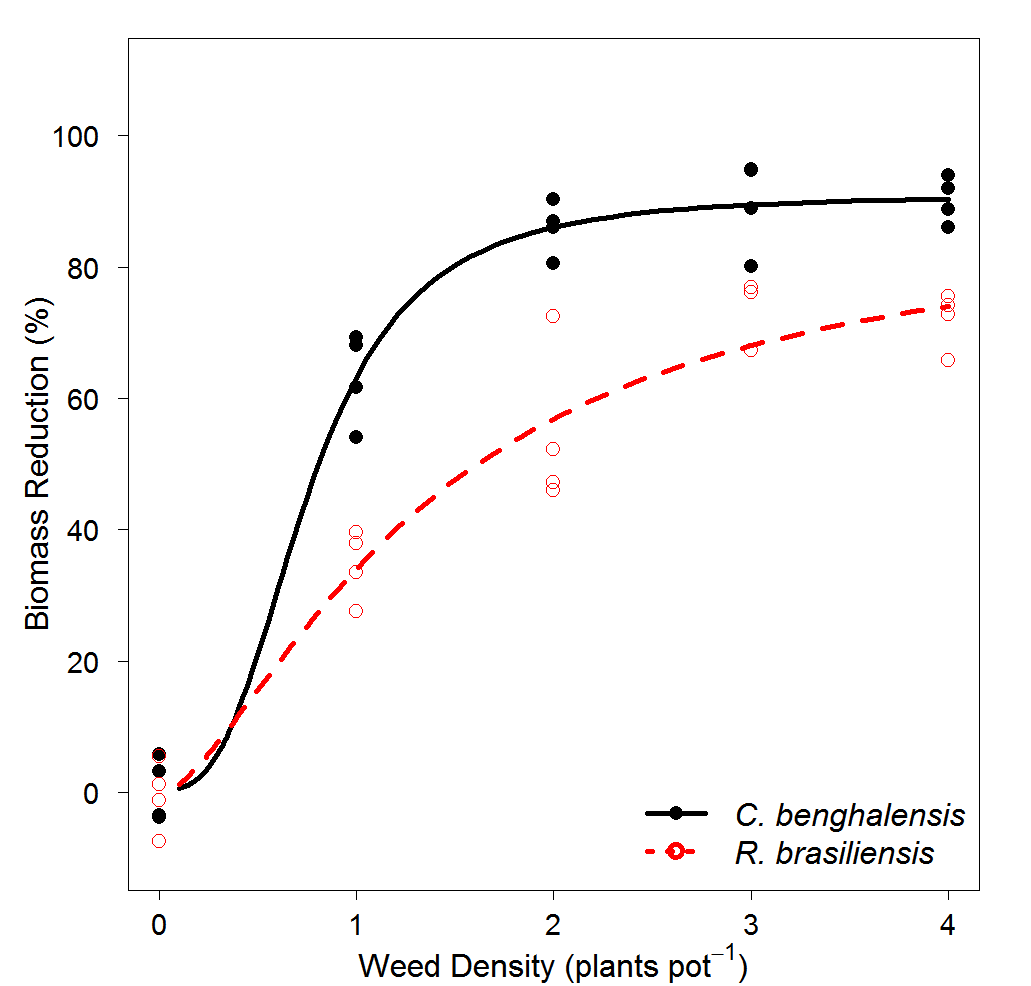 100
80
60
40
20
0
Biomass Reduction (%)
C. benghalensis
R. brasiliensis
0 1 2 3 4
Weed Density (plants pot⁻¹)